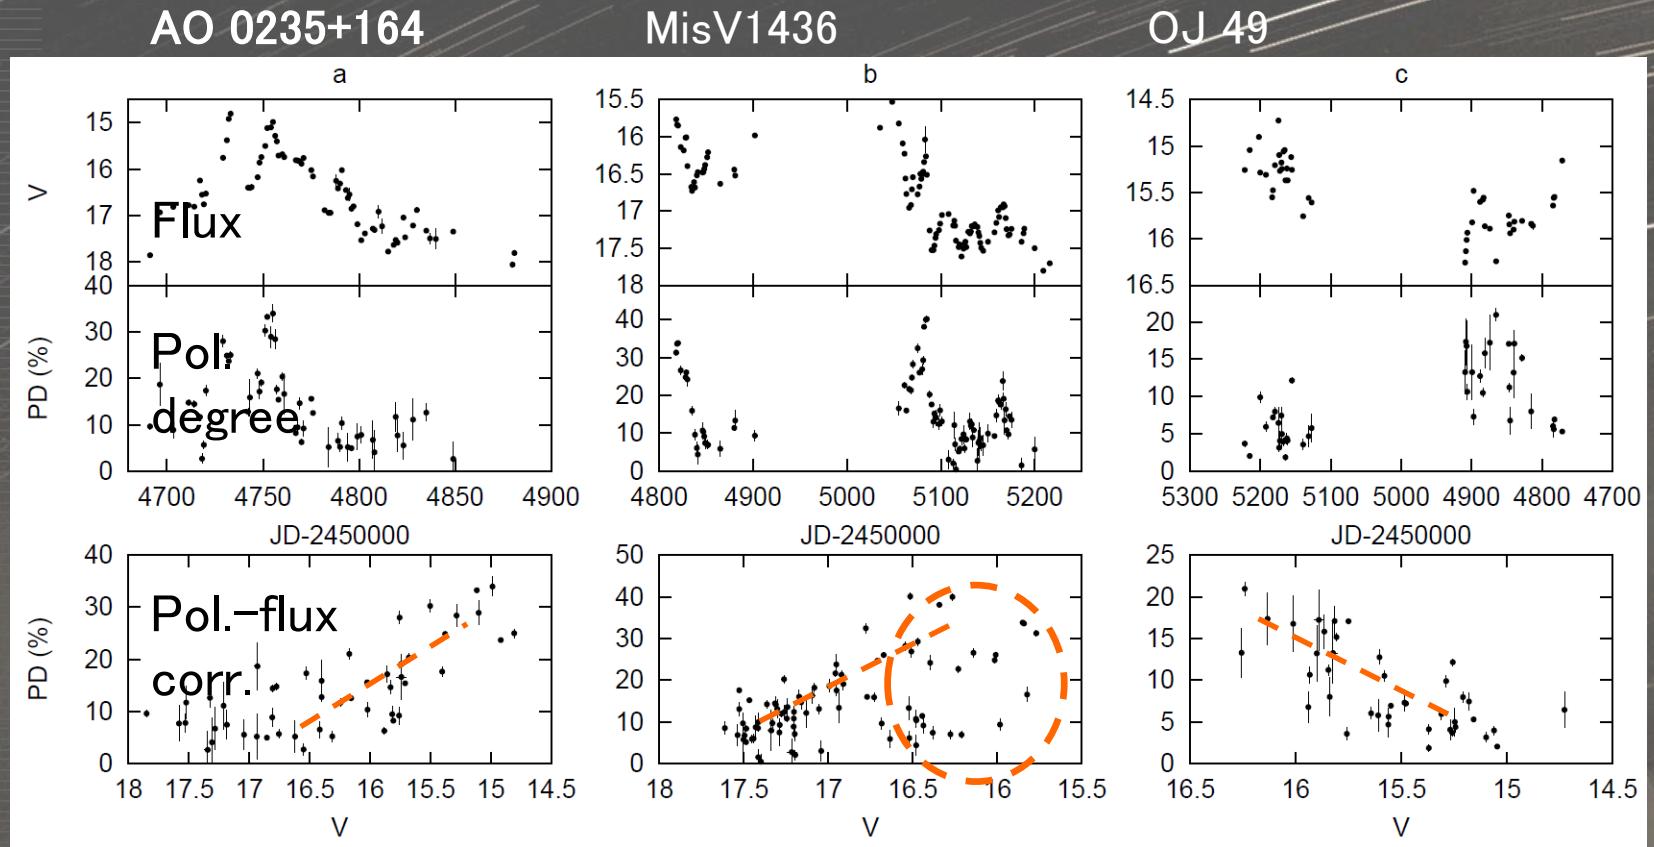 AO 0235+164 MisV1436 OJ 49
a b c
V
15
16
17
18
Flux
15.5
16
16.5
17
17.5
18
14.5
15
15.5
16
16.5
PD (%)
40
30
20
10
0
Pol.
degree
40
30
20
10
0
20
15
10
5
0
4700 4750 4800 4850 4900
4800 4900 5000 5100 5200
5300 5200 5100 5000 4900 4800 4700
JD-2450000 JD-2450000 JD-2450000
PD (%)
40
30
20
10
0
Pol.-flux
corr.
50
40
30
20
10
0
25
20
15
10
5
0
18 17.5 17 16.5 16 15.5 15 14.5
18 17.5 17 16.5 16 15.5
16.5 16 15.5 15 14.5
V V V